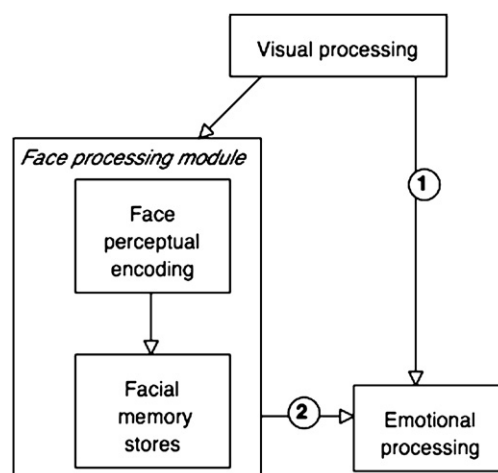 Visual processing
Face processing module
1
Face
perceptual
encoding
Facial
memory
stores
2
Emotional
processing